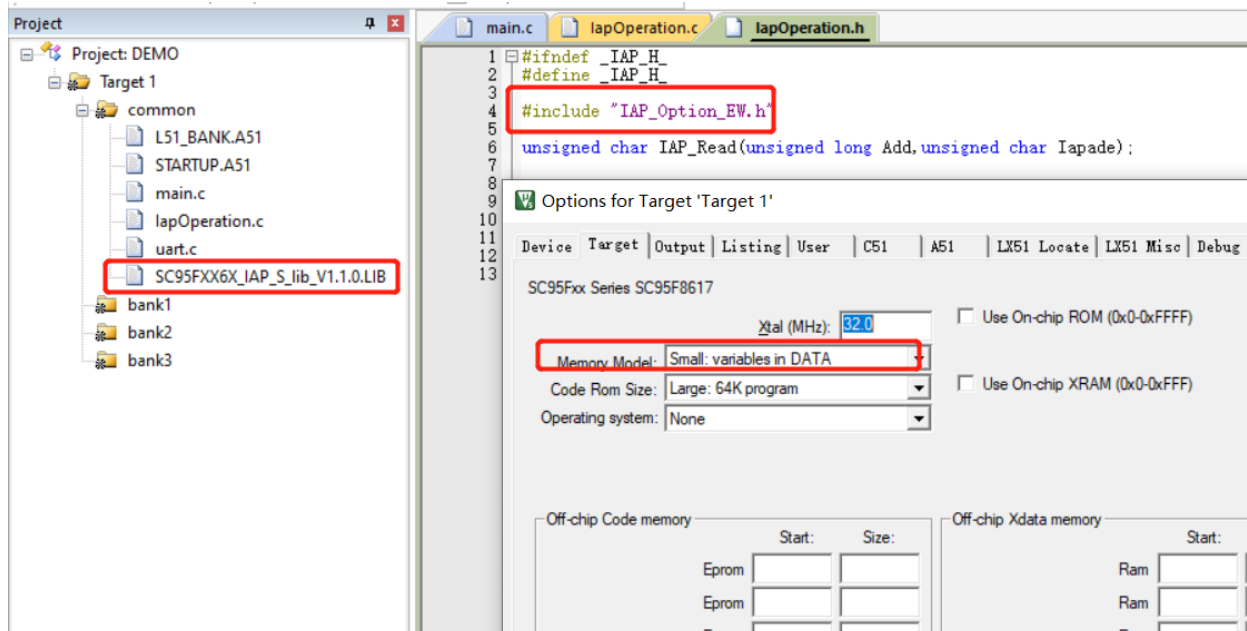 Project
Project: DEMO
Target 1
common
L51_BANK.A51
STARTUP.A51
main.c
IapOperation.c
uart.c
SC95FXX6X_IAP_S_lib_V1.1.0.LIB
bank1
bank2
bank3
main.c IapOperation.c IapOperation.h
1 #ifndef _IAP_H_
2 #define _IAP_H_
3
4 #include "IAP_Option_EW.h"
5
6 unsigned char IAP_Read(unsigned long Add,unsigned char Iapade);
7
8
9
10
11
12
13
Options for Target 'Target 1'
Device Target Output Listing User C51 A51 LX51 Locate LX51 Misc Debug
SC95Fxx Series SC95F8617
Xtal (MHz): 32.0 Use On-chip ROM (0x0-0xFFFF)
Memory Model: Small: variables in DATA
Code Rom Size: Large: 64K program Use On-chip XRAM (0x0-0xFFF)
Operating system: None
Off-chip Code memory
Start: Size:
Eprom
Eprom
Off-chip Xdata memory
Start:
Ram
Ram